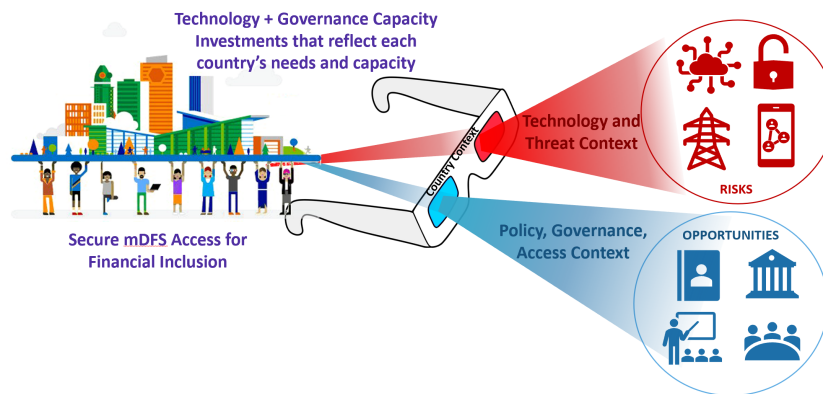 Technology + Governance Capacity
Investments that reflect each
country's needs and capacity
Secure mDFS Access for
Financial Inclusion
Country Context
Technology and
Threat Context
RISKS
Policy, Governance,
Access Context
OPPORTUNITIES